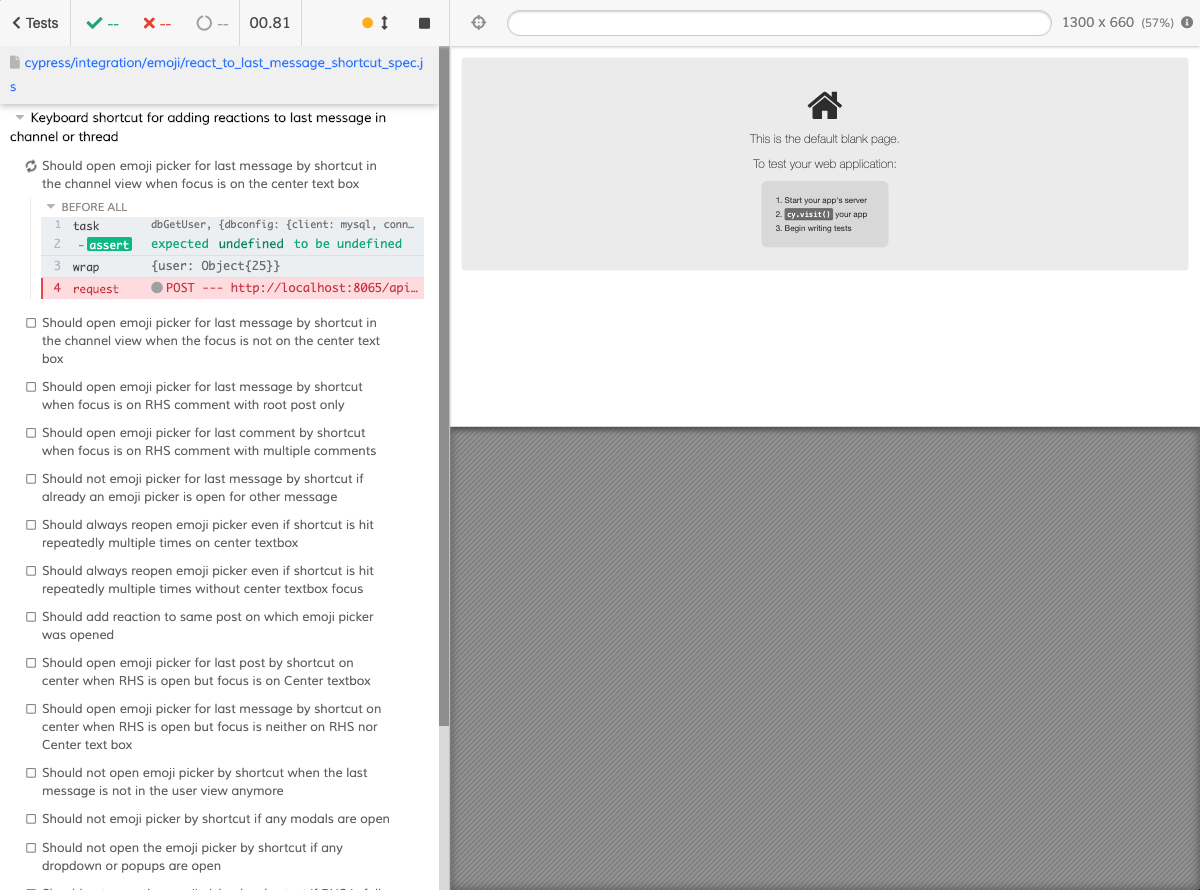 Tests
--
--
--
00.81
1300 x 660 (57%)
cypress/integration/emoji/react_to_last_message_shortcut_spec.j
s
Keyboard shortcut for adding reactions to last message in
channel or thread
Should open emoji picker for last message by shortcut in
the channel view when focus is on the center text box
BEFORE ALL
1 task dbGetUser, {dbconfig: {client: mysql, conn…
2 - assert expected undefined to be undefined
3 wrap {user: Object{25}}
4 request POST --- http://localhost:8065/api…
Should open emoji picker for last message by shortcut in
the channel view when the focus is not on the center text
box
Should open emoji picker for last message by shortcut
when focus is on RHS comment with root post only
Should open emoji picker for last comment by shortcut
when focus is on RHS comment with multiple comments
Should not emoji picker for last message by shortcut if
already an emoji picker is open for other message
Should always reopen emoji picker even if shortcut is hit
repeatedly multiple times on center textbox
Should always reopen emoji picker even if shortcut is hit
repeatedly multiple times without center textbox focus
Should add reaction to same post on which emoji picker
was opened
Should open emoji picker for last post by shortcut on
center when RHS is open but focus is on Center textbox
Should open emoji picker for last message by shortcut on
center when RHS is open but focus is neither on RHS nor
Center text box
Should not open emoji picker by shortcut when the last
message is not in the user view anymore
Should not emoji picker by shortcut if any modals are open
Should not open the emoji picker by shortcut if any
dropdown or popups are open
This is the default blank page.
To test your web application:
1. Start your app's server
2. cy.visit() your app
3. Begin writing tests